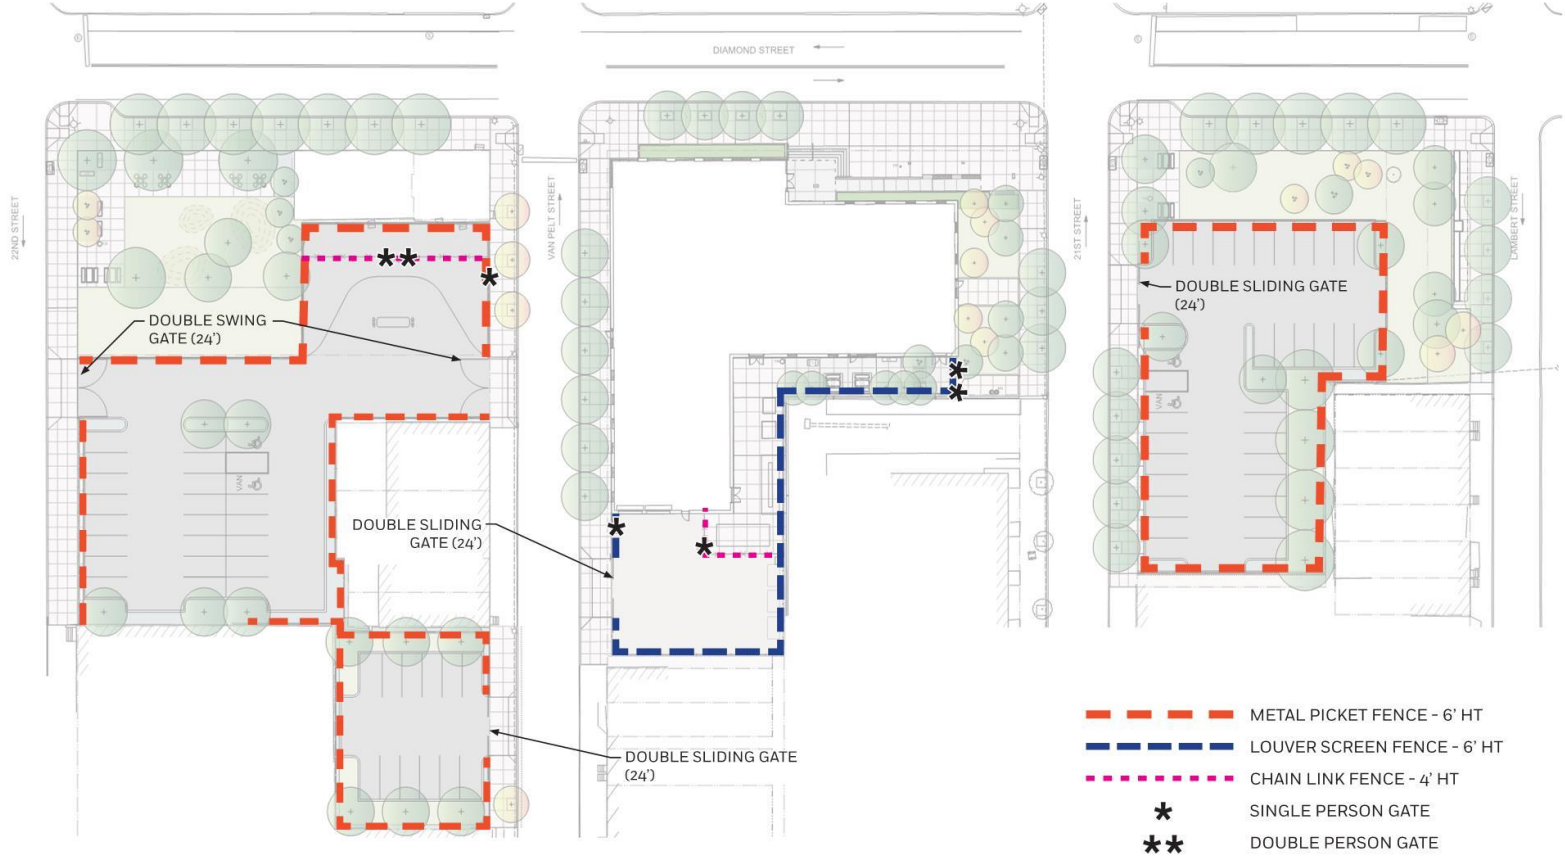 DIAMOND STREET
22ND STREET
VAN PELT STREET
21ST STREET
LAMBERT STREET
DOUBLE SWING
GATE (24')
DOUBLE SLIDING GATE
(24')
VAN
VAN
DOUBLE SLIDING
GATE (24')
DOUBLE SLIDING GATE
(24')
METAL PICKET FENCE - 6' HT
LOUVER SCREEN FENCE - 6' HT
CHAIN LINK FENCE - 4' HT
SINGLE PERSON GATE
DOUBLE PERSON GATE